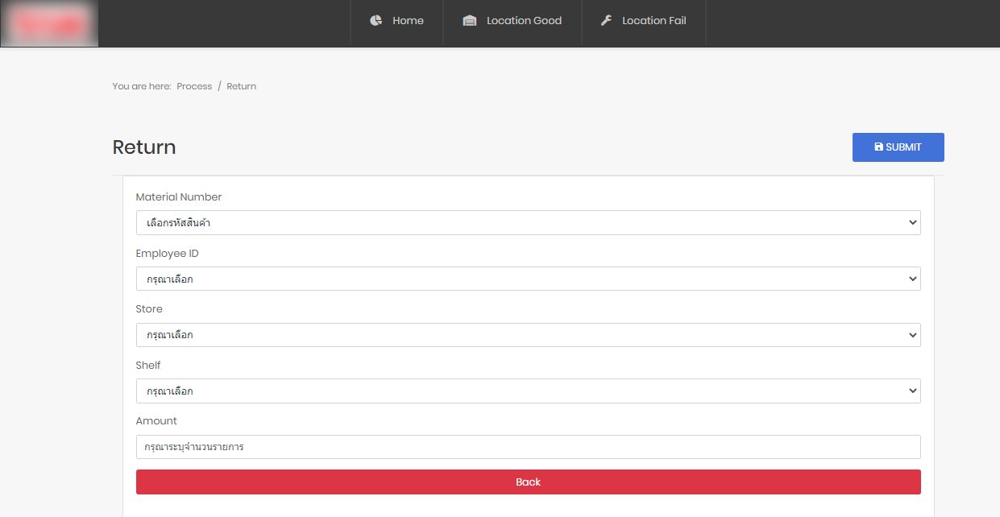 Home Location Good Location Fail
You are here: Process / Return
Return
SUBMIT
Material Number
เลือกรหัสสินค้า
Employee ID
กรุณาเลือก
Store
กรุณาเลือก
Shelf
กรุณาเลือก
Amount
กรุณาระบุจำนวนรายการ
Back